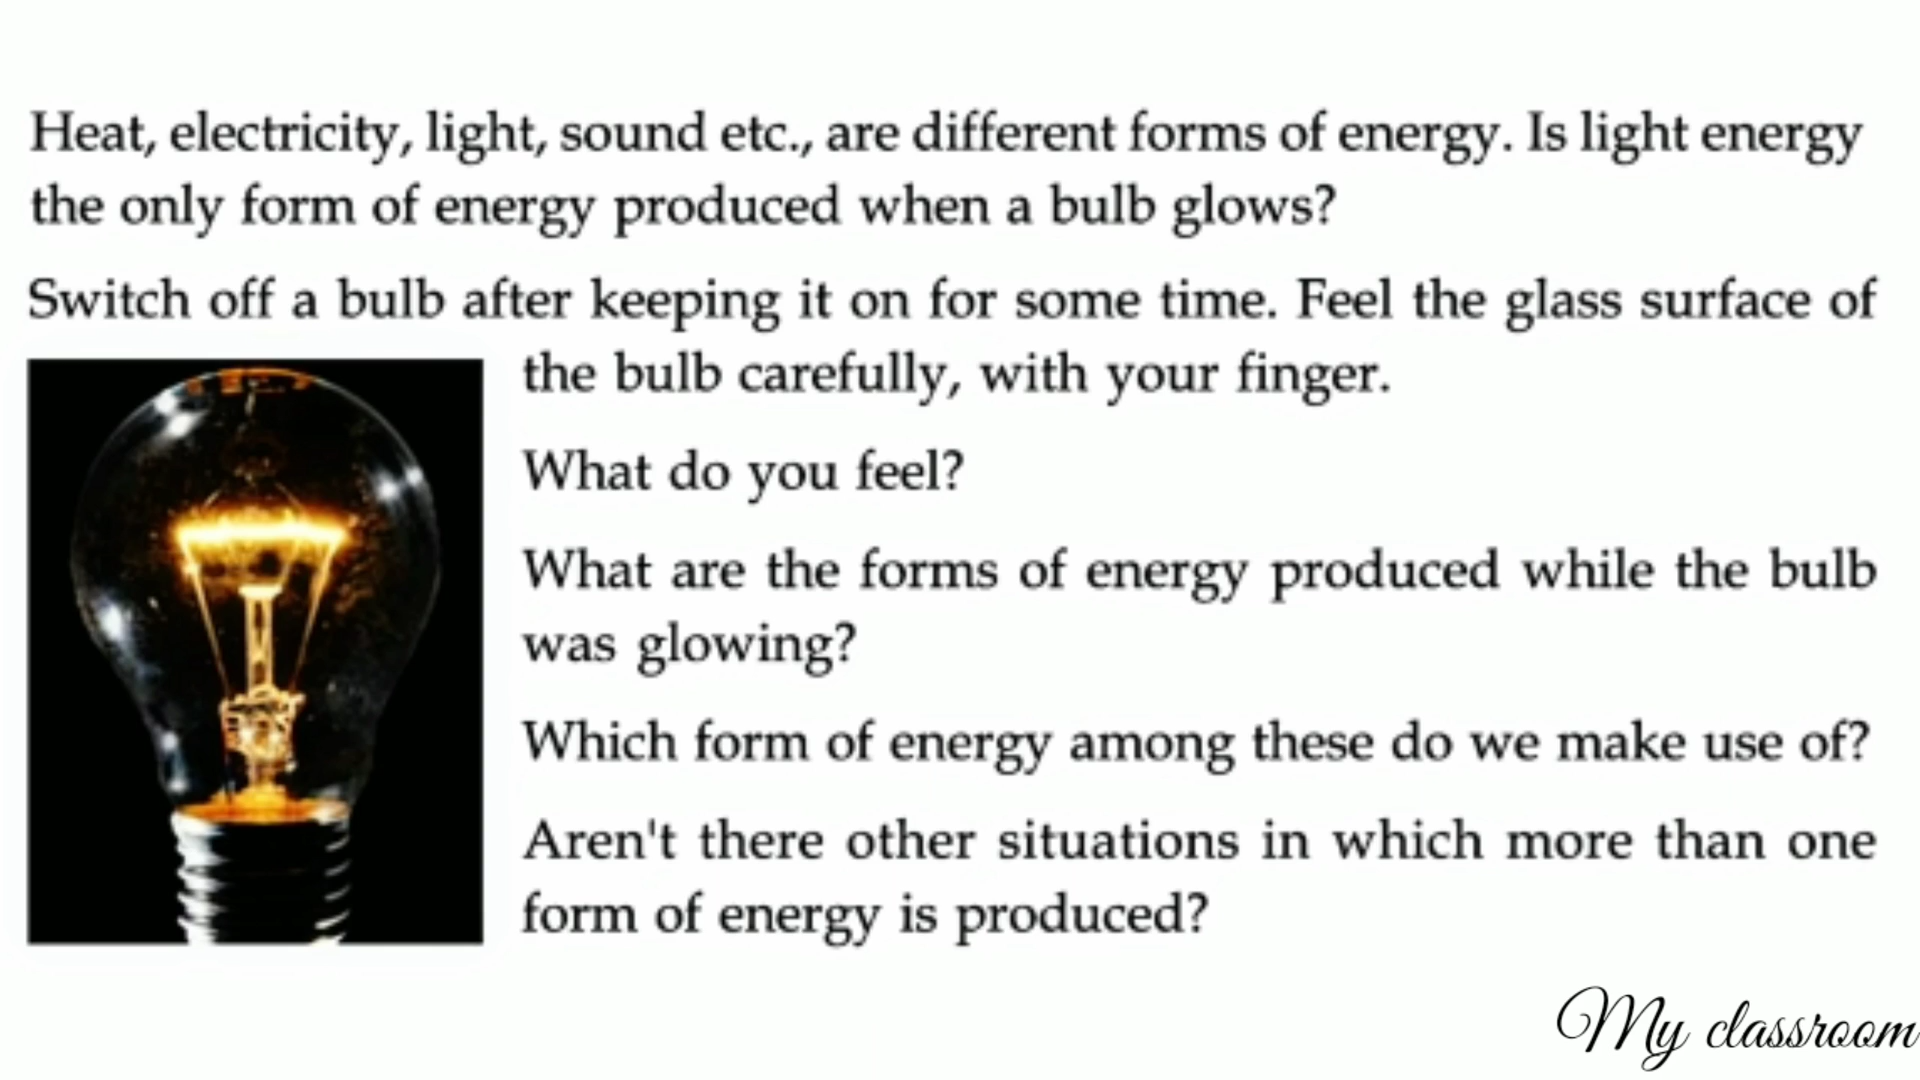 Heat, electricity, light, sound etc., are different forms of energy. Is light energy
the only form of energy produced when a bulb glows?
Switch off a bulb after keeping it on for some time. Feel the glass surface of
the bulb carefully, with your finger.
What do you feel?
What are the forms of energy produced while the bulb
was glowing?
Which form of energy among these do we make use of?
Aren't there other situations in which more than one
form of energy is produced?
My classroom